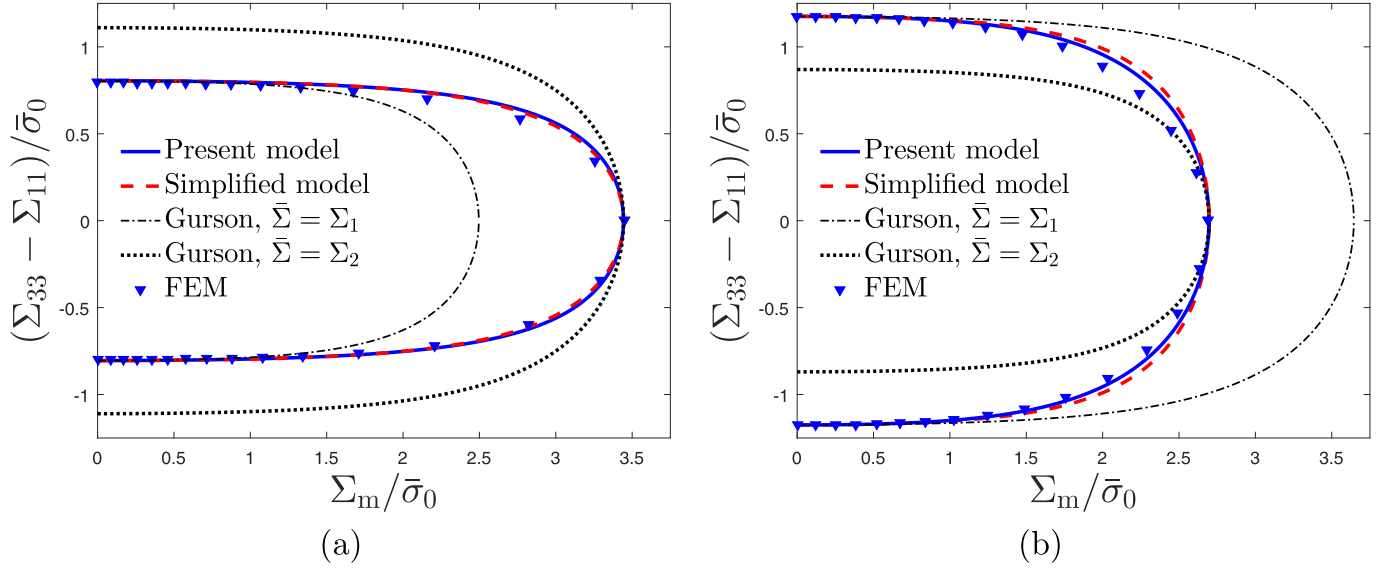 (Σ₃₃ − Σ₁₁)/σ̄₀
1
0.5
0
-0.5
-1
Present model
Simplified model
Gurson, Σ̄ = Σ₁
Gurson, Σ̄ = Σ₂
FEM
0 0.5 1 1.5 2 2.5 3 3.5
Σₘ/σ̄₀
(a)
(Σ₃₃ − Σ₁₁)/σ̄₀
1
0.5
0
-0.5
-1
Present model
Simplified model
Gurson, Σ̄ = Σ₁
Gurson, Σ̄ = Σ₂
FEM
0 0.5 1 1.5 2 2.5 3 3.5
Σₘ/σ̄₀
(b)